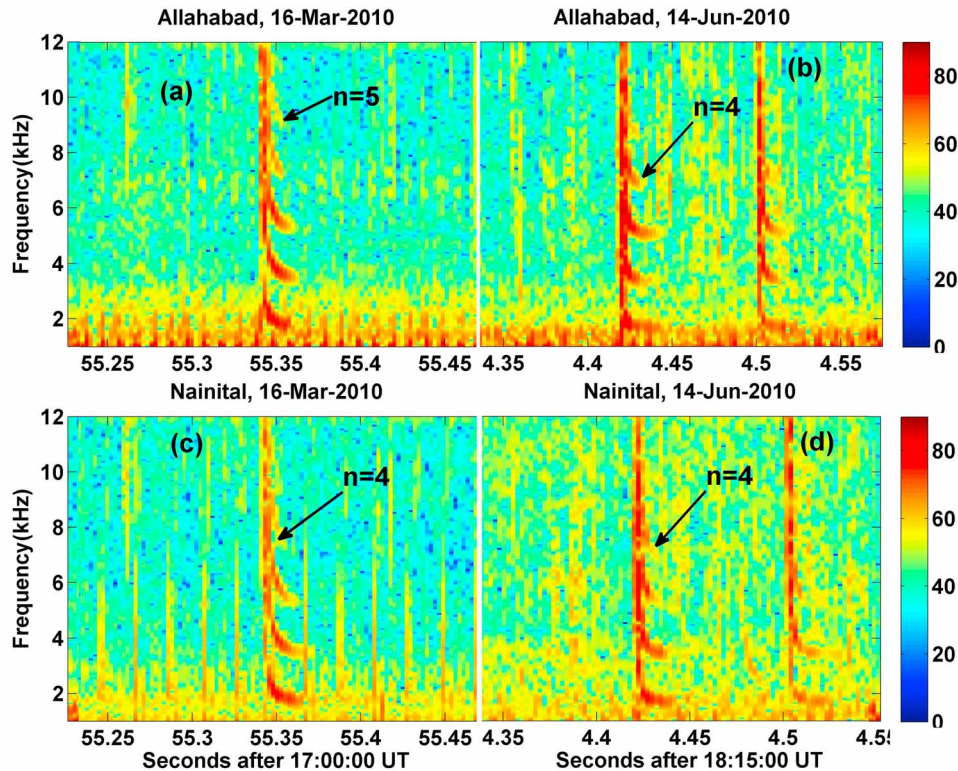 Allahabad, 16-Mar-2010
Allahabad, 14-Jun-2010
12
10
8
6
4
2
Frequency(kHz)
(a)
n=5
(b)
n=4
80
60
40
20
0
55.25 55.3 55.35 55.4 55.45
4.35 4.4 4.45 4.5 4.55
Nainital, 16-Mar-2010
Nainital, 14-Jun-2010
12
10
8
6
4
2
Frequency(kHz)
(c)
n=4
(d)
n=4
80
60
40
20
0
55.25 55.3 55.35 55.4 55.45
4.35 4.4 4.45 4.5 4.55
Seconds after 17:00:00 UT
Seconds after 18:15:00 UT